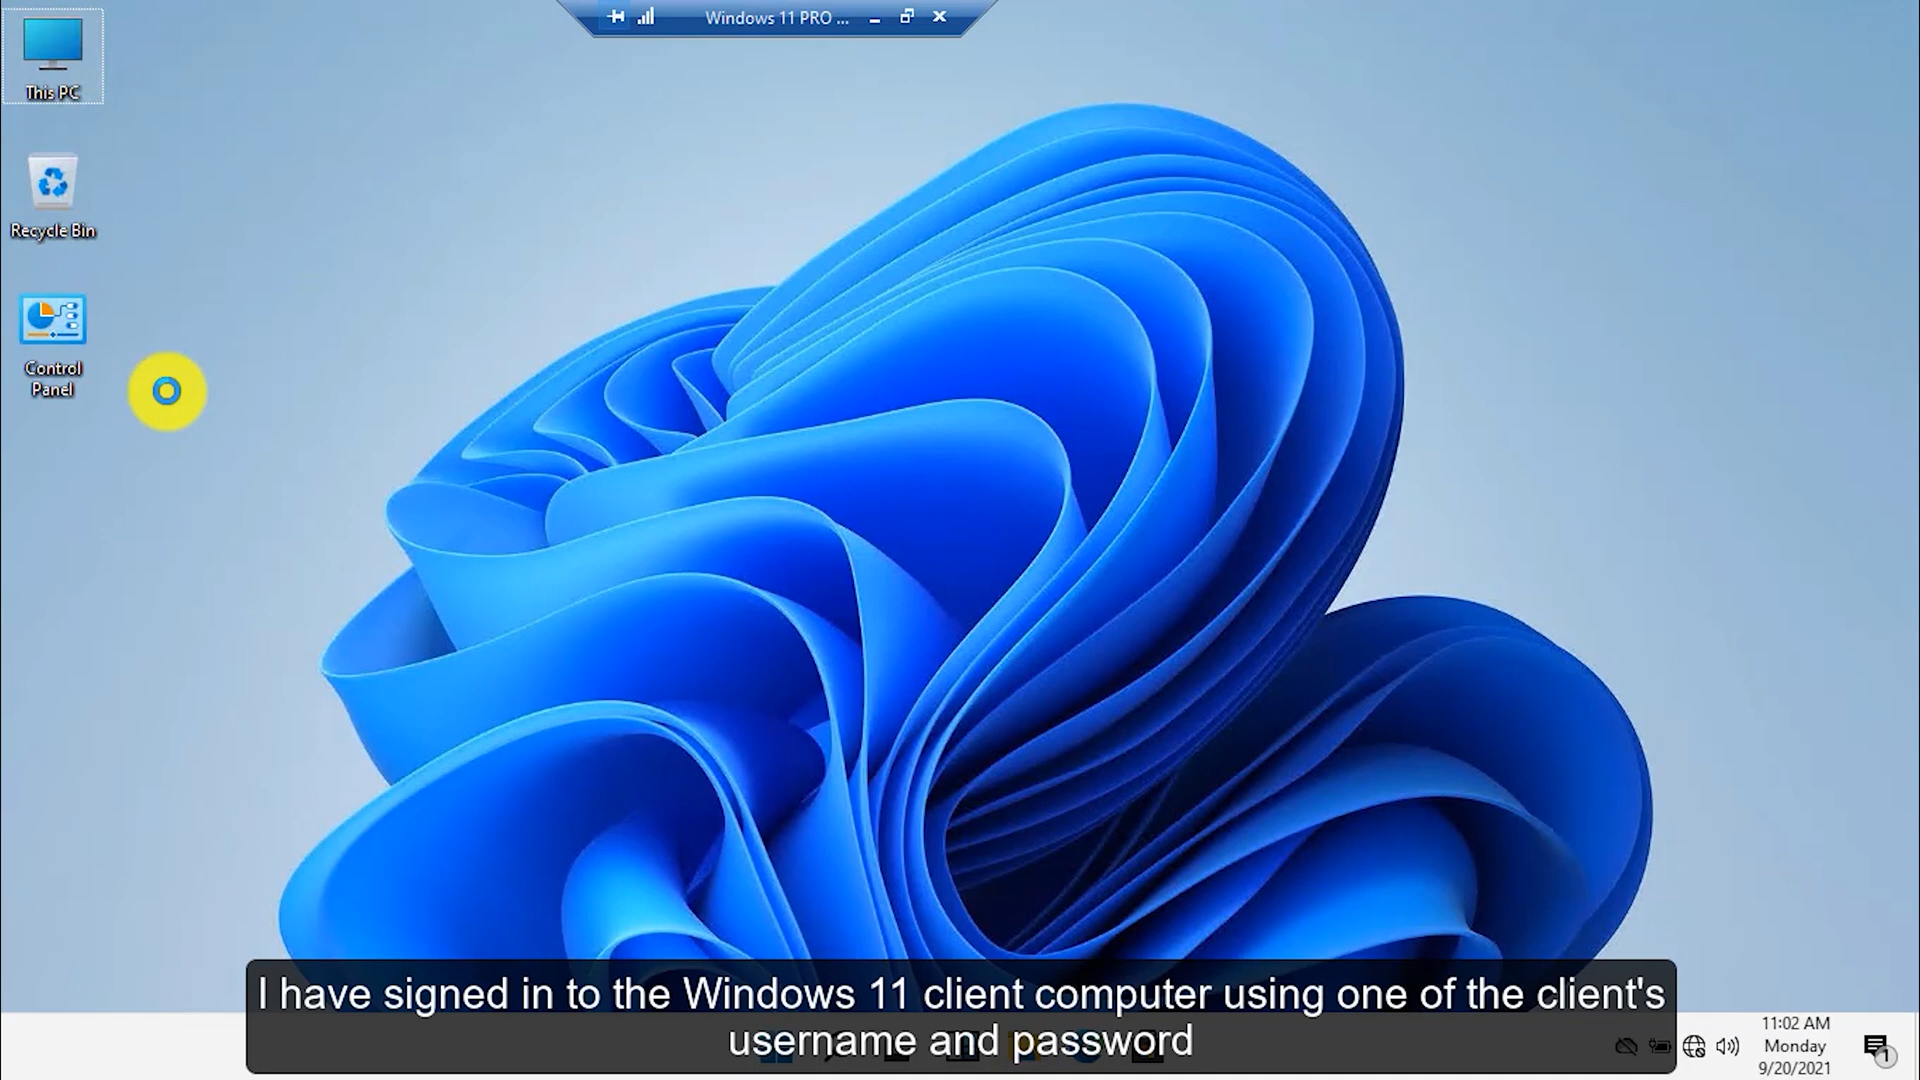 Windows 11 PRO ...
This PC
Recycle Bin
Control
Panel
I have signed in to the Windows 11 client computer using one of the client's
username and password
11:02 AM
Monday
9/20/2021
1